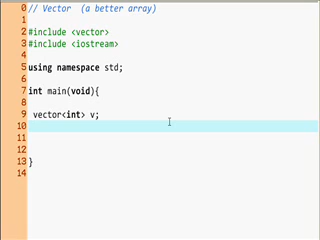 0 // Vector  (a better array)
1
2 #include <vector>
3 #include <iostream>
4
5 using namespace std;
6
7 int main(void){
8
9  vector<int> v;
10
11
12
13 }
14